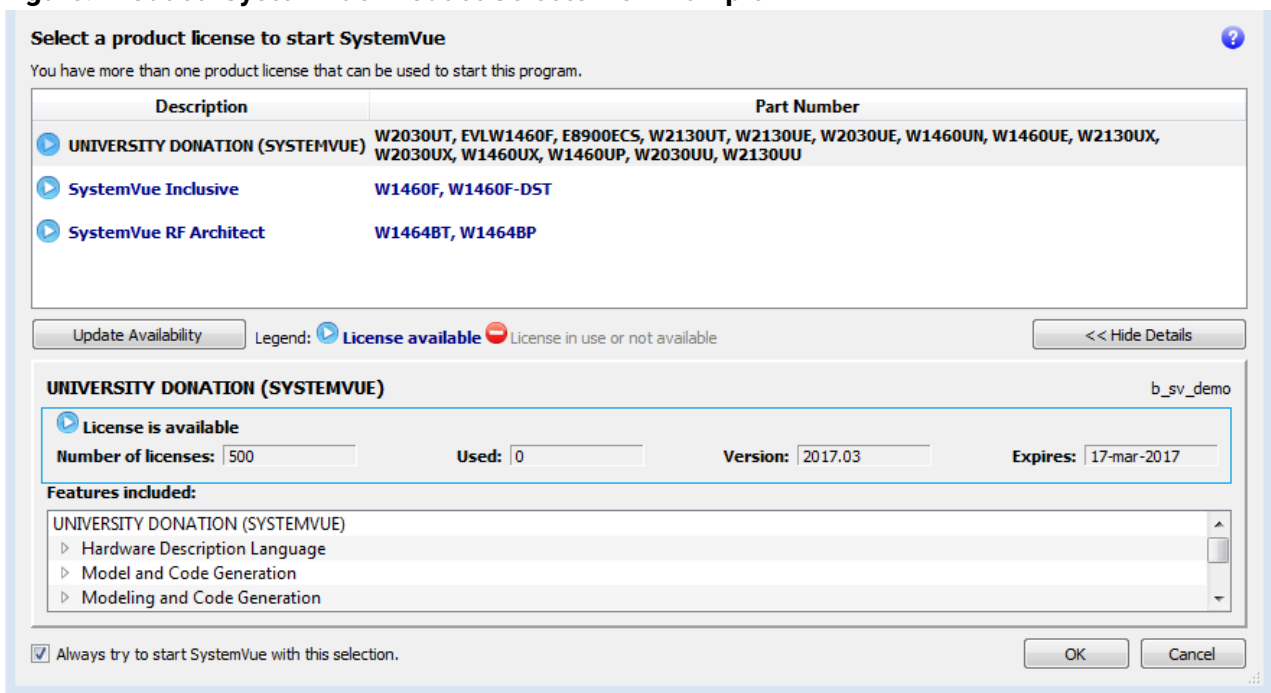 Select a product license to start SystemVue
You have more than one product license that can be used to start this program.
Description Part Number
UNIVERSITY DONATION (SYSTEMVUE) W2030UT, EVLW1460F, E8900ECS, W2130UT, W2130UE, W2030UE, W1460UN, W1460UE, W2130UX,
W2030UX, W1460UX, W1460UP, W2030UU, W2130UU
SystemVue Inclusive W1460F, W1460F-DST
SystemVue RF Architect W1464BT, W1464BP
Update Availability Legend: License available License in use or not available << Hide Details
UNIVERSITY DONATION (SYSTEMVUE) b_sv_demo
License is available
Number of licenses: 500 Used: 0 Version: 2017.03 Expires: 17-mar-2017
Features included:
UNIVERSITY DONATION (SYSTEMVUE)
Hardware Description Language
Model and Code Generation
Modeling and Code Generation
Always try to start SystemVue with this selection. OK Cancel